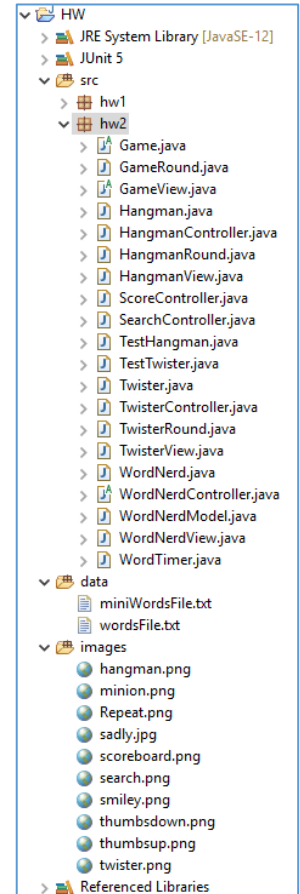 HW
JRE System Library [JavaSE-12]
JUnit 5
src
hw1
hw2
Game.java
GameRound.java
GameView.java
Hangman.java
HangmanController.java
HangmanRound.java
HangmanView.java
ScoreController.java
SearchController.java
TestHangman.java
TestTwister.java
Twister.java
TwisterController.java
TwisterRound.java
TwisterView.java
WordNerd.java
WordNerdController.java
WordNerdModel.java
WordNerdView.java
WordTimer.java
data
miniWordsFile.txt
wordsFile.txt
images
hangman.png
minion.png
Repeat.png
sadly.jpg
scoreboard.png
search.png
smiley.png
thumbsdown.png
thumbsup.png
twister.png
Referenced Libraries